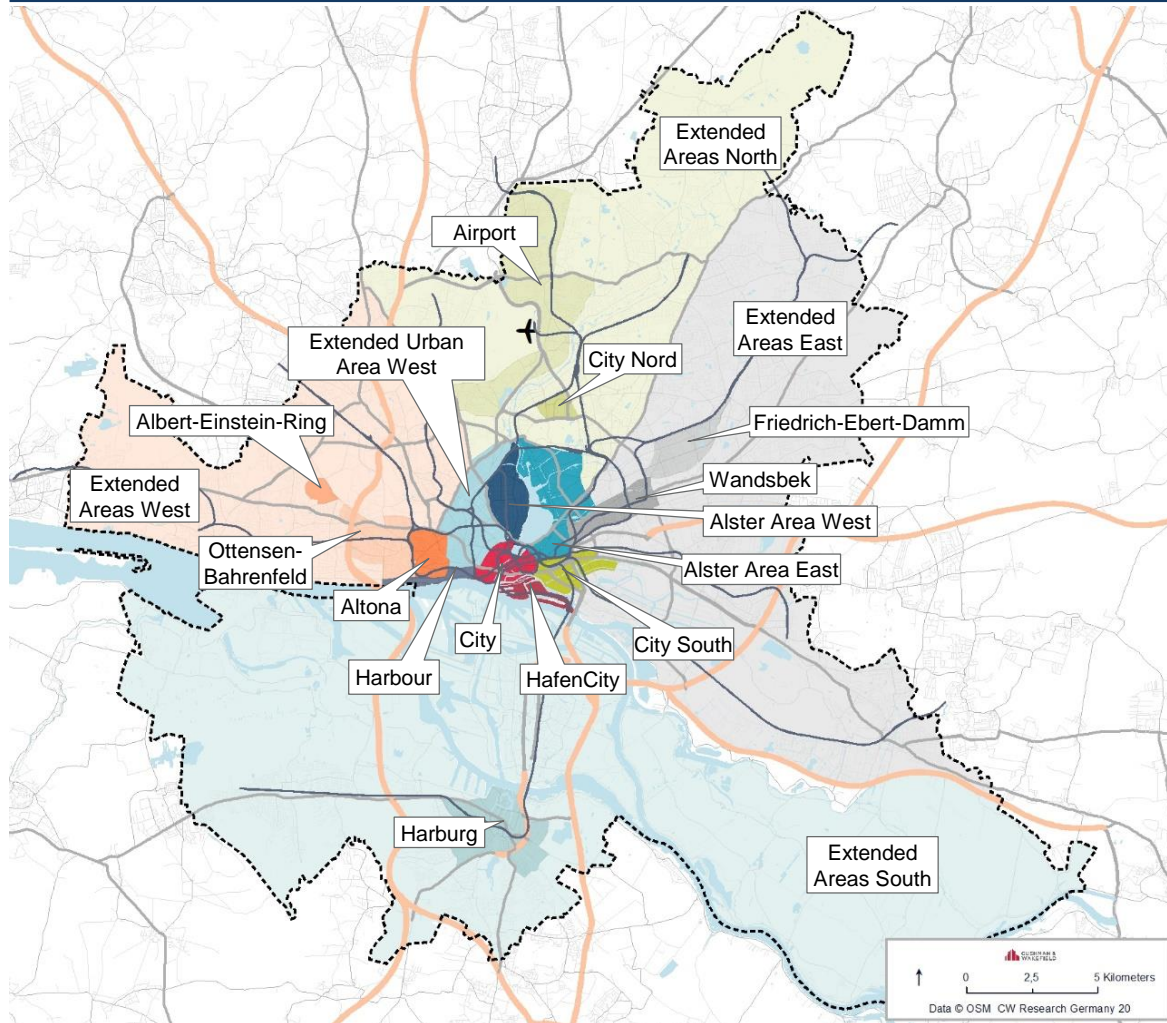 Extended
Areas North
Airport
Extended Urban
Area West
Extended
Areas East
City Nord
Albert-Einstein-Ring
Friedrich-Ebert-Damm
Extended
Areas West
Wandsbek
Alster Area West
Ottensen-
Bahrenfeld
Alster Area East
Altona
City
City South
Harbour
HafenCity
Harburg
Extended
Areas South
CUSHMAN &
WAKEFIELD
0 2,5 5 Kilometers
Data © OSM CW Research Germany 20